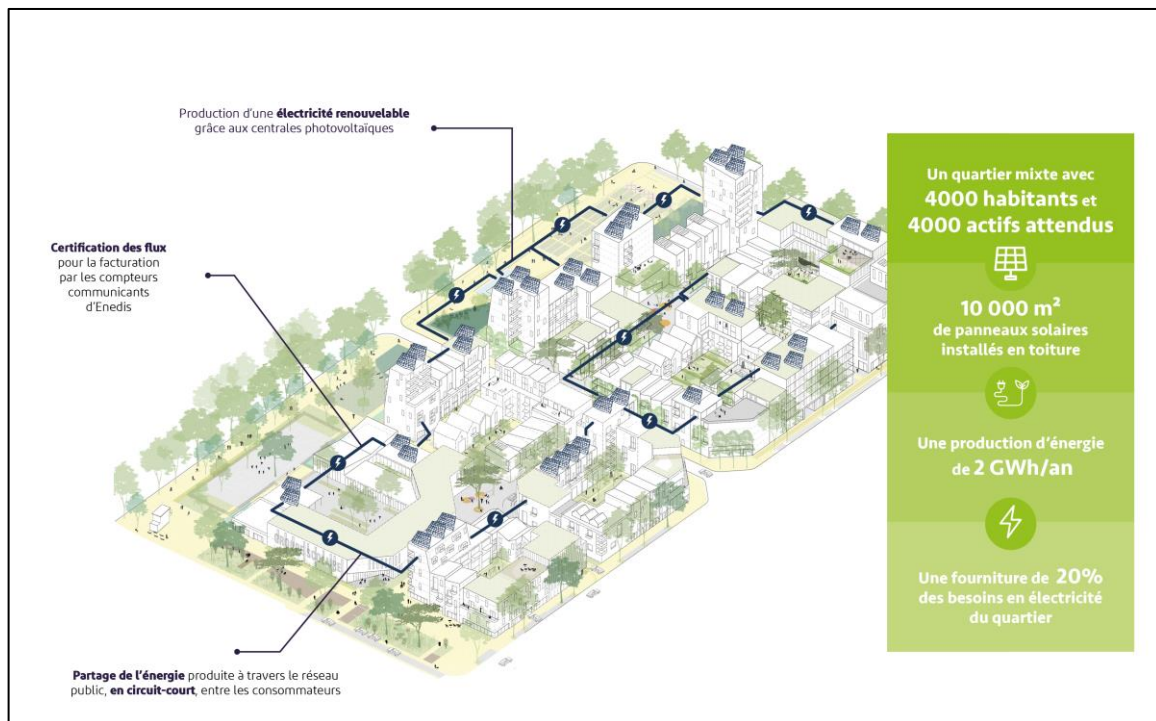 Production d'une électricité renouvelable
grâce aux centrales photovoltaïques
Certification des flux
pour la facturation
par les compteurs
communicants
d'Enedis
Partage de l'énergie produite à travers le réseau
public, en circuit-court, entre les consommateurs
Un quartier mixte avec
4000 habitants et
4000 actifs attendus
10 000 m²
de panneaux solaires
installés en toiture
Une production d'énergie
de 2 GWh/an
Une fourniture de 20%
des besoins en électricité
du quartier